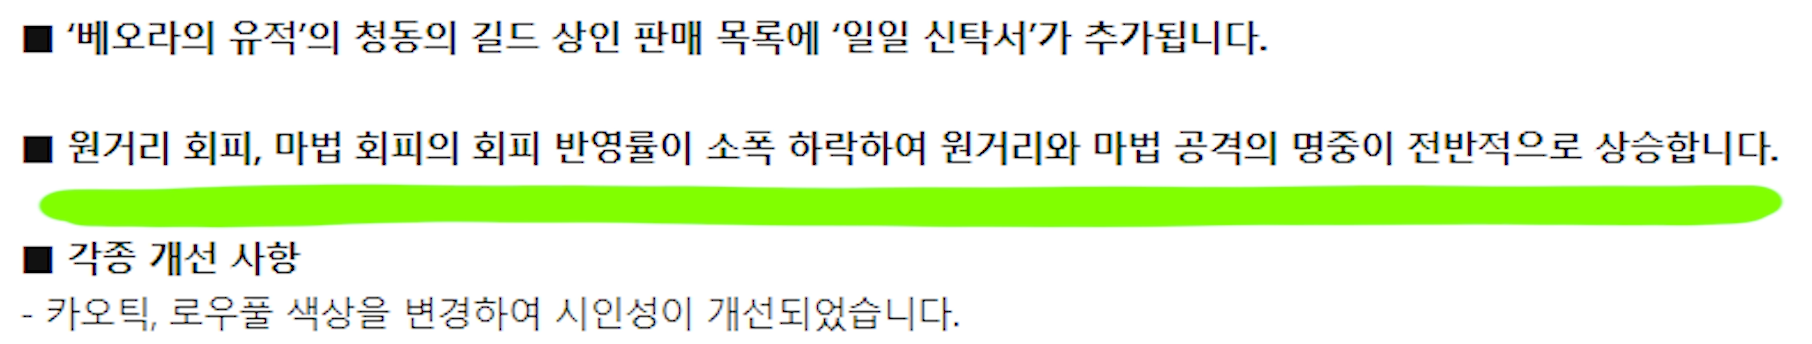 ■ ‘베오라의 유적’의 청동의 길드 상인 판매 목록에 ‘일일 신탁서’가 추가됩니다.
■ 원거리 회피, 마법 회피의 회피 반영률이 소폭 하락하여 원거리와 마법 공격의 명중이 전반적으로 상승합니다.
■ 각종 개선 사항
- 카오틱, 로우풀 색상을 변경하여 시인성이 개선되었습니다.